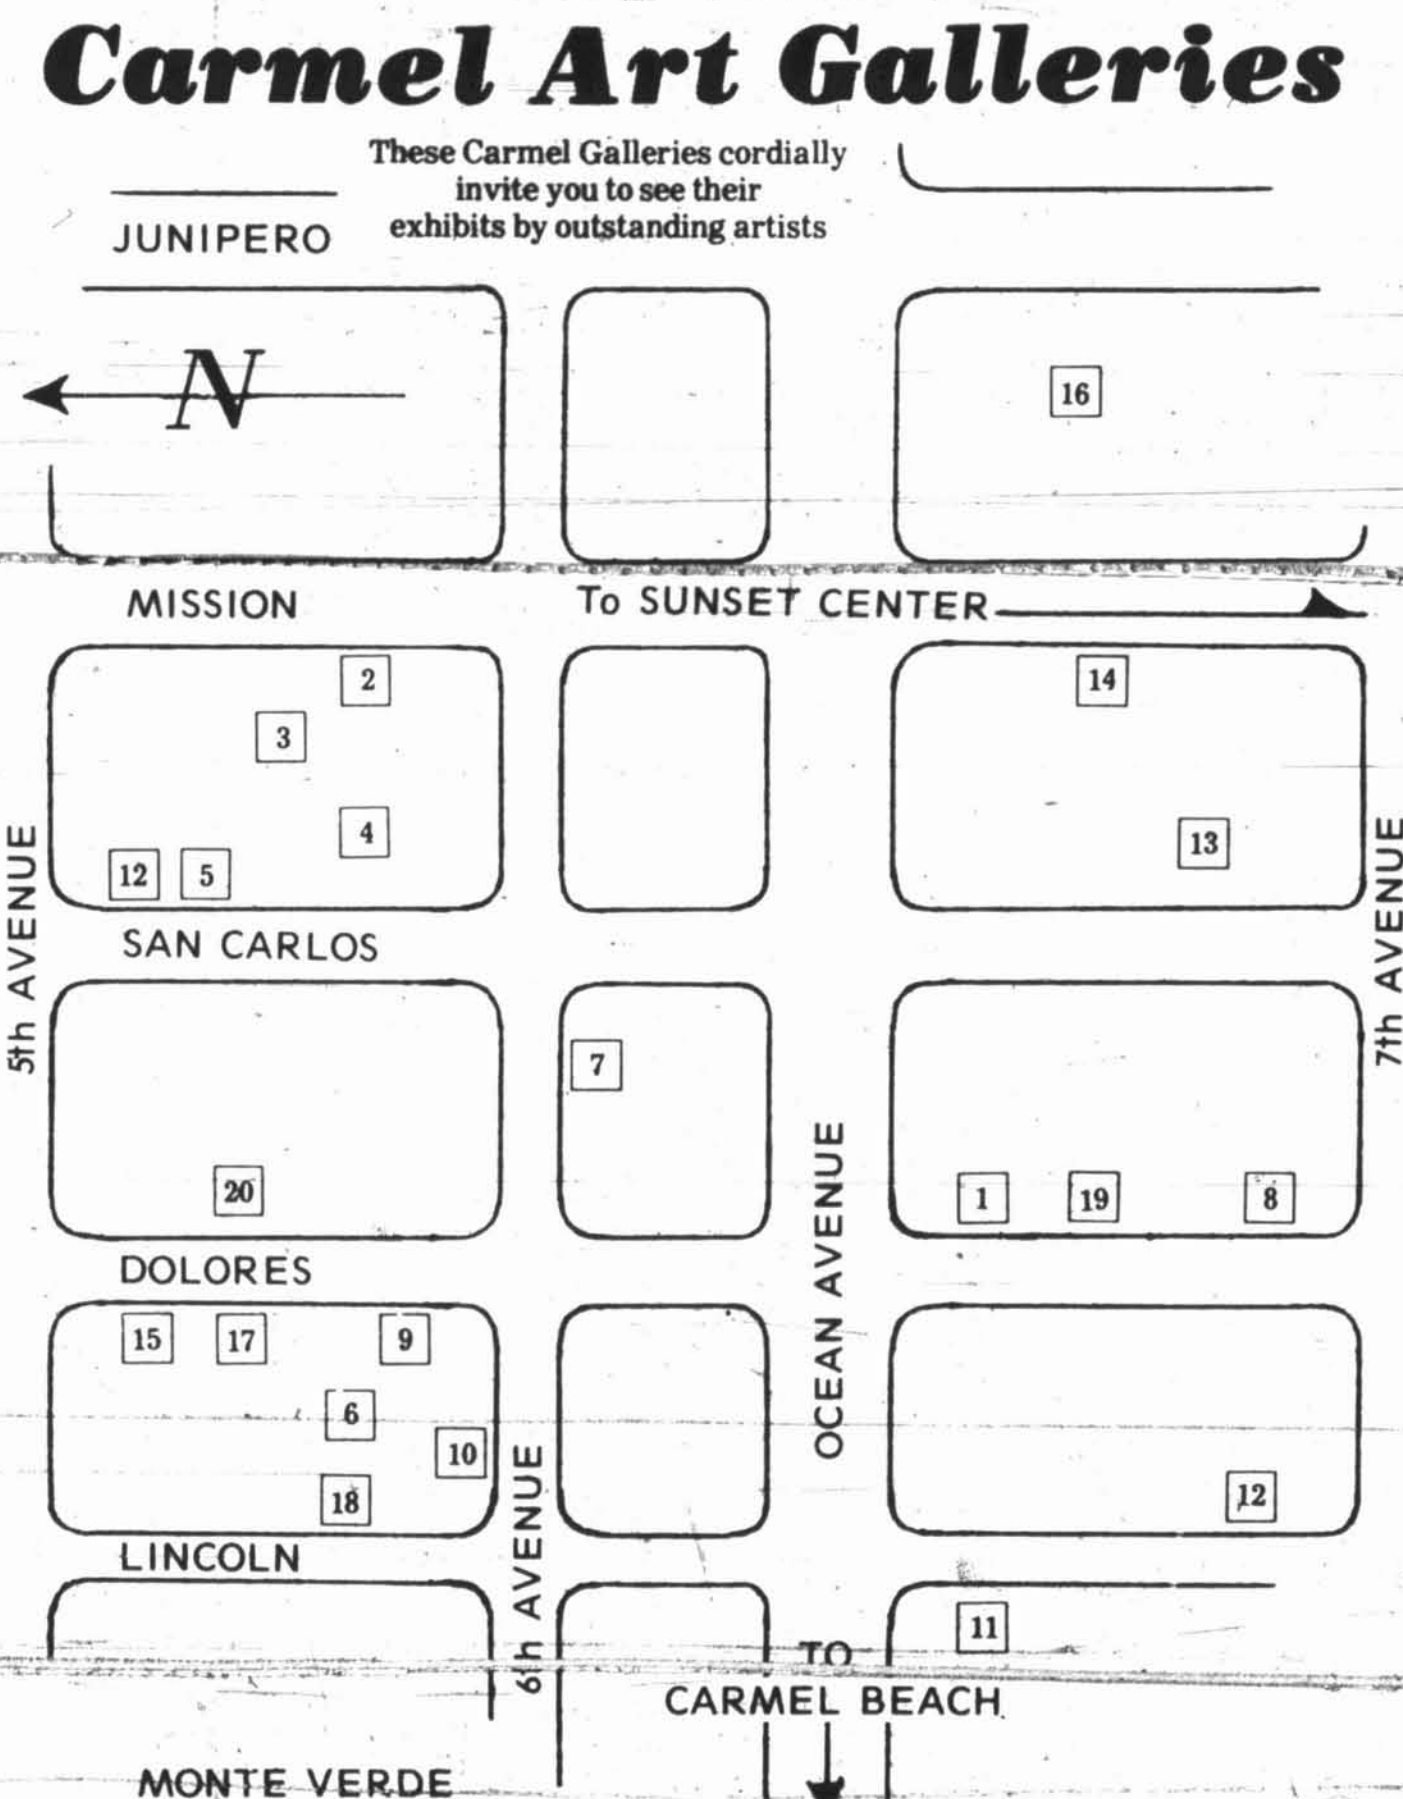 Carmel Art Galleries
These Carmel Galleries cordially
invite you to see their
exhibits by outstanding artists
JUNIPERO
N
16
MISSION
To SUNSET CENTER
2
14
3
4
13
12
5
5th AVENUE
7th AVENUE
SAN CARLOS
7
20
1
19
8
DOLORES
OCEAN AVENUE
15
17
9
6
10
18
12
6th AVENUE
LINCOLN
11
TO
CARMEL BEACH
MONTE VERDE